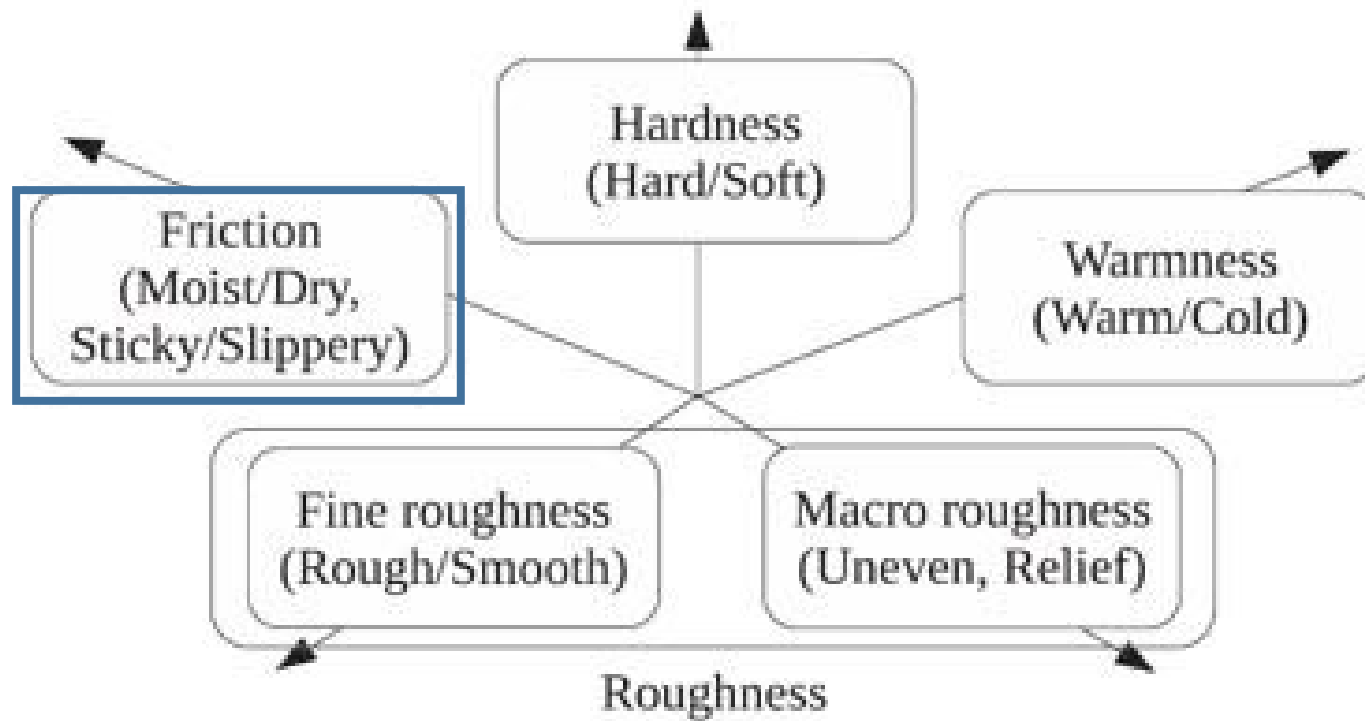 Hardness
(Hard/Soft)
Friction
(Moist/Dry,
Sticky/Slippery)
Warmness
(Warm/Cold)
Fine roughness
(Rough/Smooth)
Macro roughness
(Uneven, Relief)
Roughness